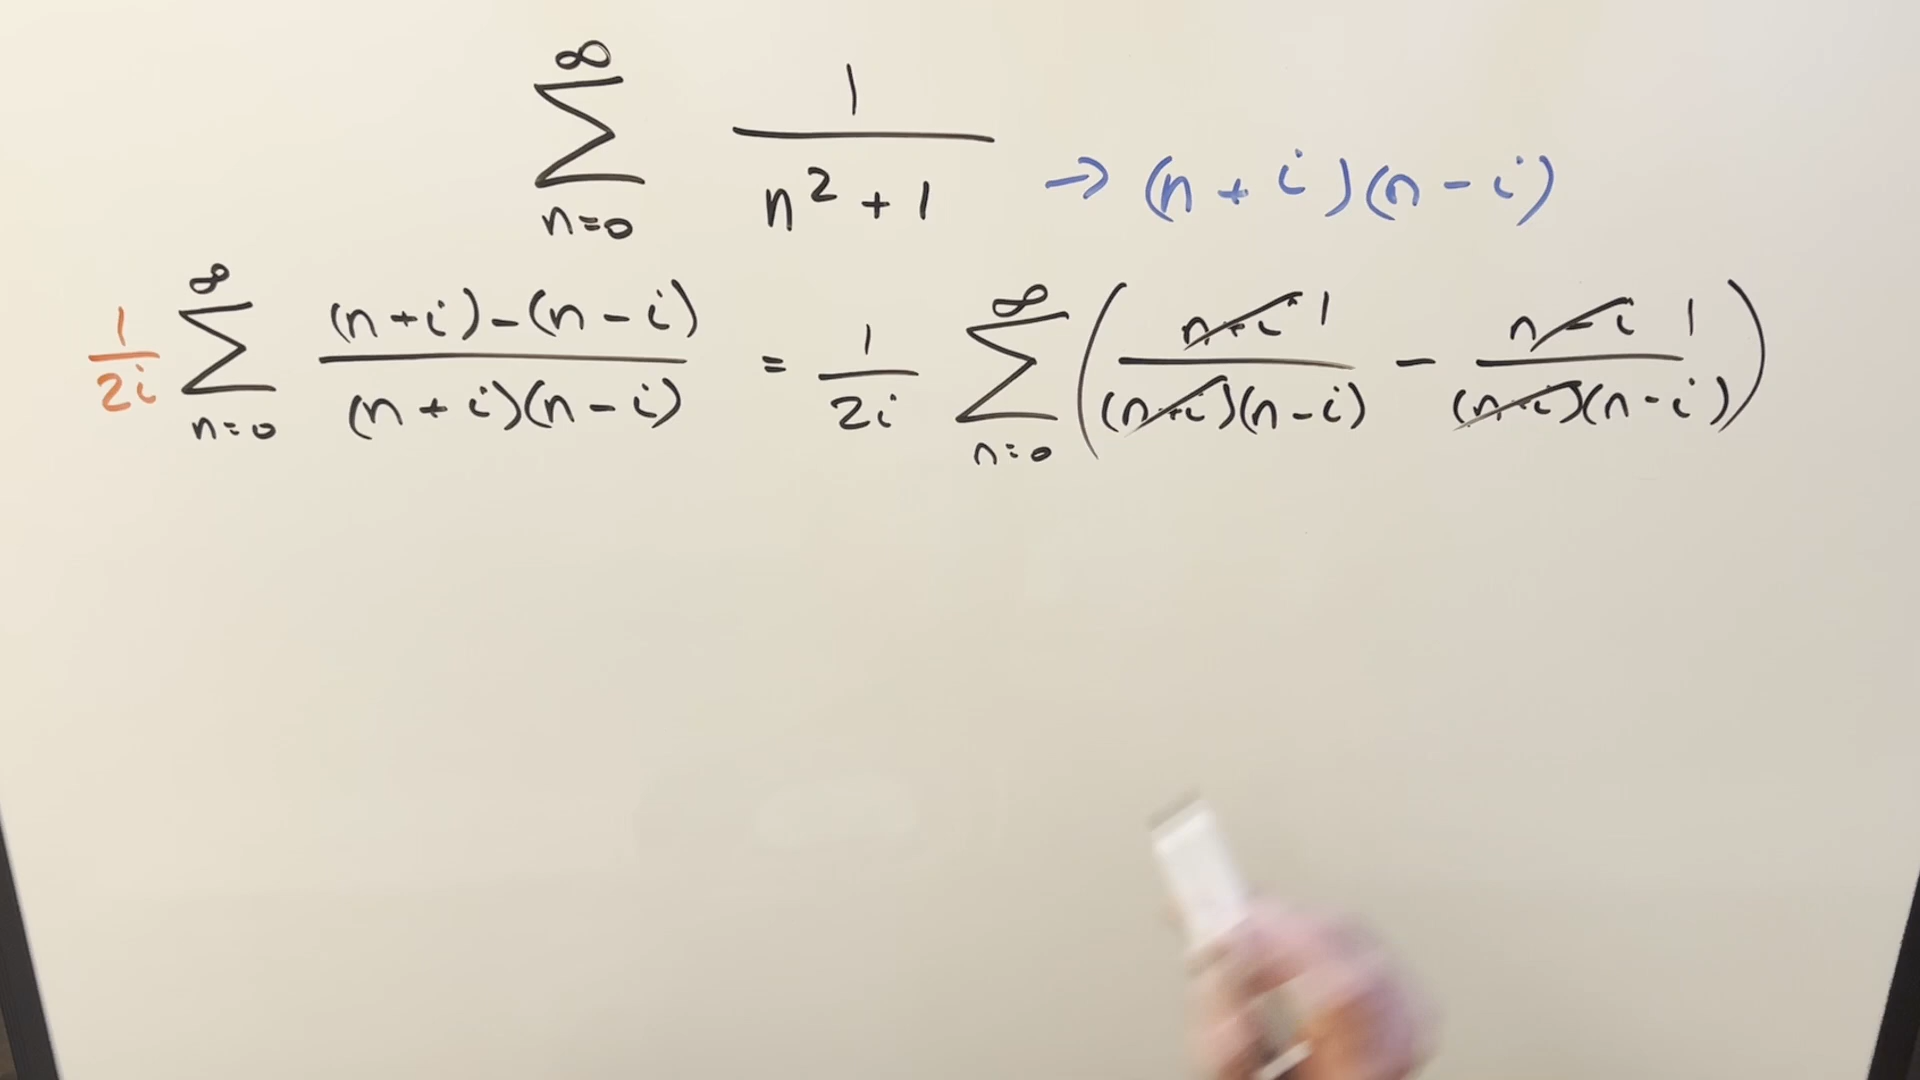 ∞ ∑ n=0 1/(n² + 1) → (n + i)(n - i)
1/2i ∞ ∑ n=0 ((n+i) - (n-i))/((n+i)(n-i)) = 1/2i ∞ ∑ n=0 ( n+i 1/((n+i)(n-i)) - n-i 1/((n+i)(n-i)) )